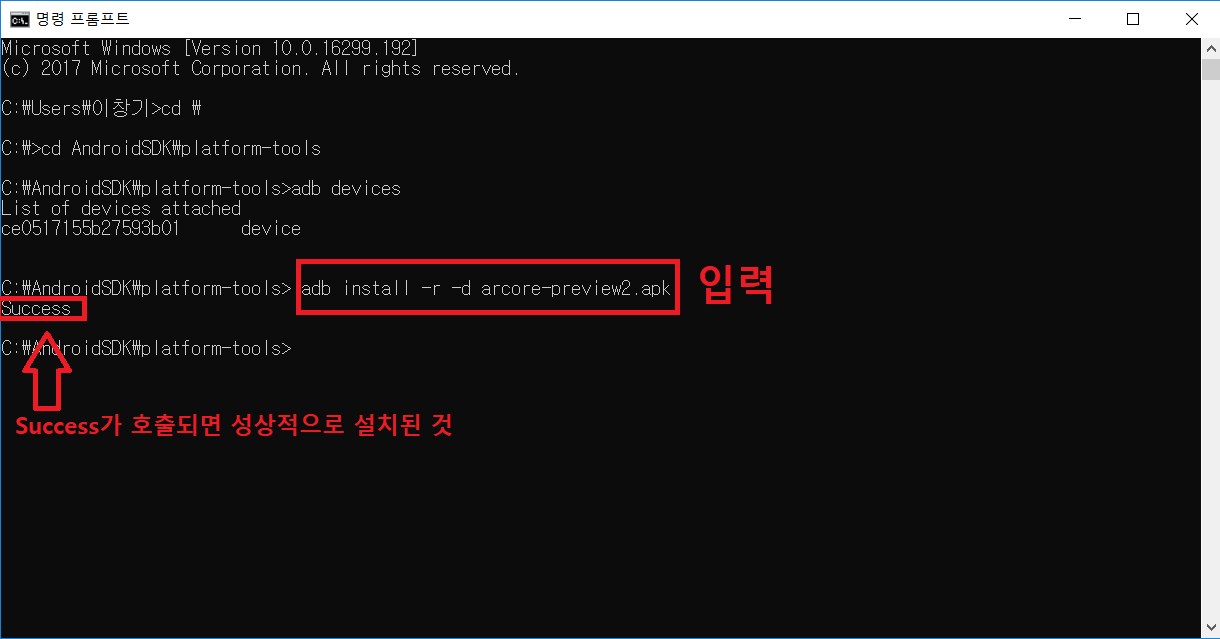 명령 프롬프트
Microsoft Windows [Version 10.0.16299.192]
(c) 2017 Microsoft Corporation. All rights reserved.
C:₩Users₩이창기>cd ₩
C:₩>cd AndroidSDK₩platform-tools
C:₩AndroidSDK₩platform-tools>adb devices
List of devices attached
ce0517155b27593b01 device
C:₩AndroidSDK₩platform-tools> adb install -r -d arcore-preview2.apk 입력
Success
C:₩AndroidSDK₩platform-tools>
Success가 호출되면 성상적으로 설치된 것